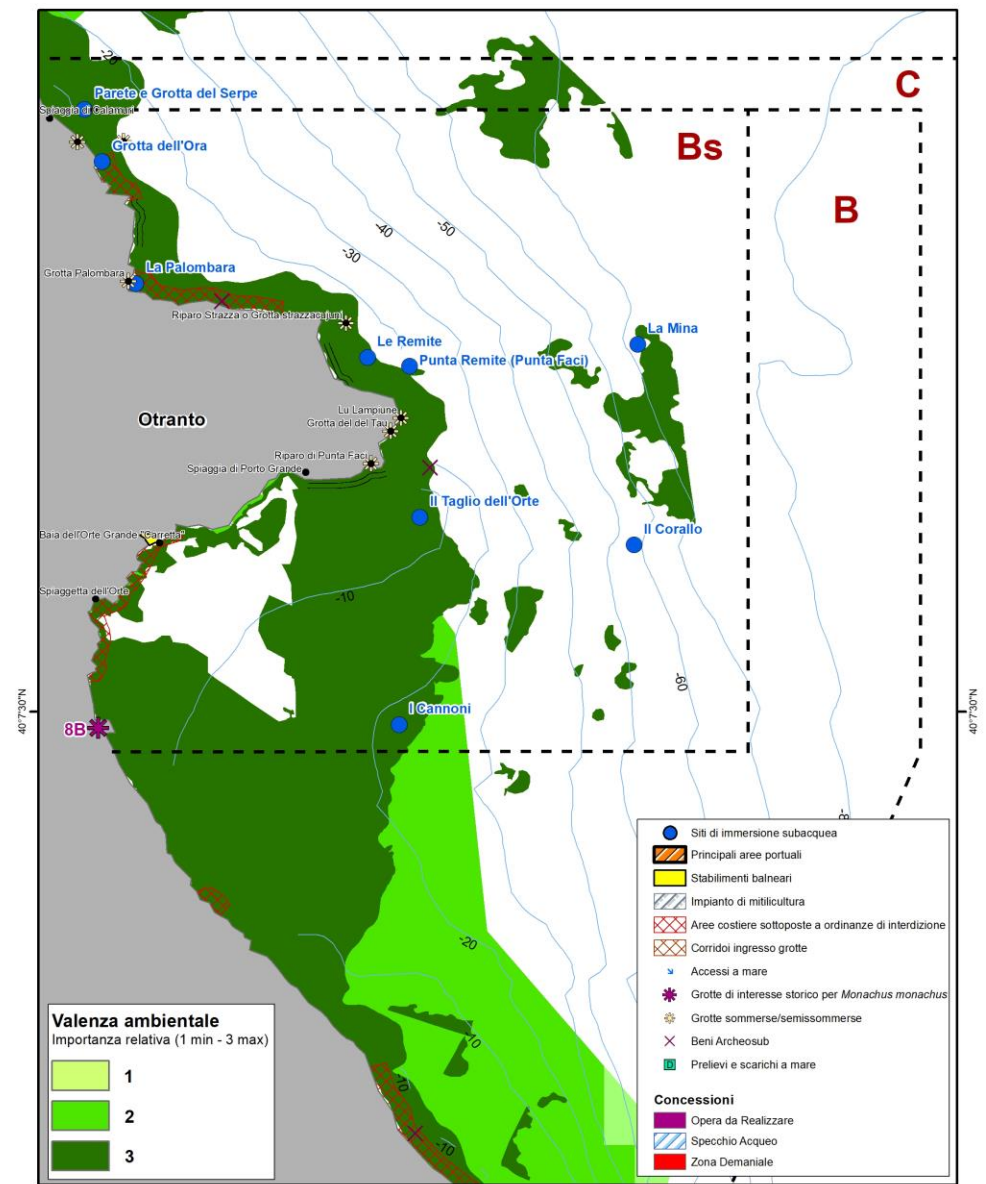 -20
C
Parete e Grotta del Serpe
Spiaggia di Calamuri
Bs
Grotta dell'Ora
B
-50
-40
-30
Grotta Palombara
La Palombara
Riparo Strazza o Grotta strazzacajuni
La Mina
Le Remite
Punta Remite (Punta Faci)
Otranto
Lu Lampiune
Grotta del del Tau
Riparo di Punta Faci
Spiaggia di Porto Grande
Il Taglio dell'Orte
Il Corallo
Baia dell'Orte Grande "Barretta"
Spiaggetta dell'Orte
-10
-60
40°7'30"N
40°7'30"N
I Cannoni
8B
-8
-20
-10
-10
-10
Siti di immersione subacquea
Principali aree portuali
Stabilimenti balneari
Impianto di mitilicultura
Aree costiere sottoposte a ordinanze di interdizione
Corridoi ingresso grotte
Accessi a mare
Grotte di interesse storico per Monachus monachus
Grotte sommerse/semissommerse
Beni Archeosub
D Prelievi e scarichi a mare
Concessioni
Opera da Realizzare
Specchio Acqueo
Zona Demaniale
Valenza ambientale
Importanza relativa (1 min - 3 max)
1
2
3